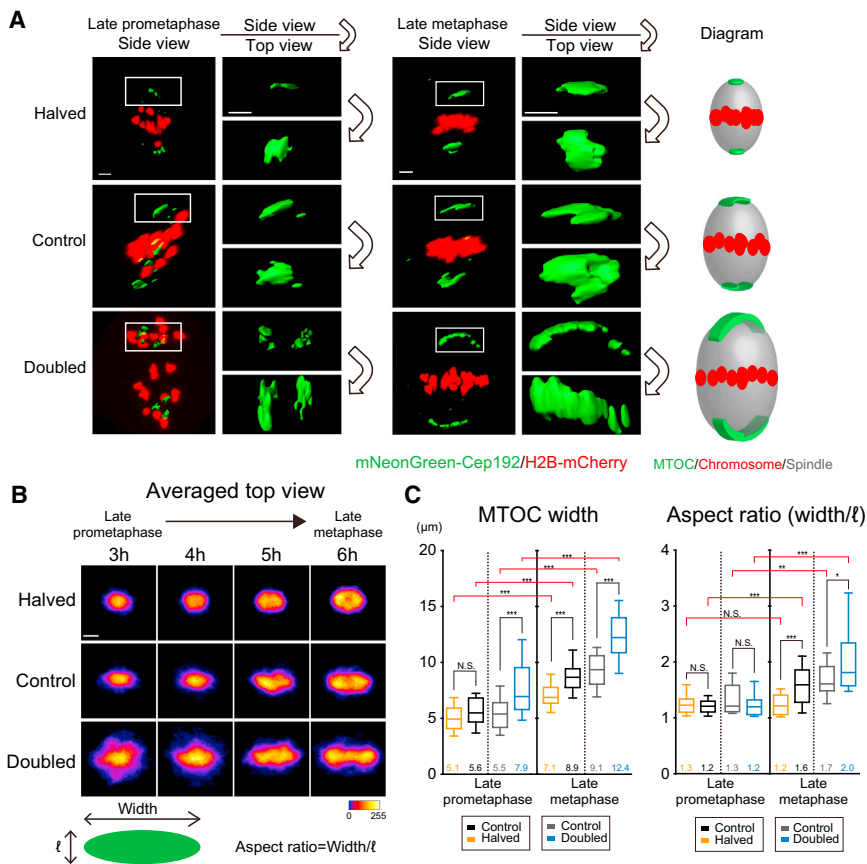 A
Late prometaphase
Side view
Side view
Top view
Late metaphase
Side view
Side view
Top view
Diagram
Halved
Control
Doubled
mNeonGreen-Cep192/H2B-mCherry
MTOC/Chromosome/Spindle
B
Averaged top view
Late
prometaphase
Late
metaphase
3h 4h 5h 6h
Halved
Control
Doubled
0 255
Width
ℓ
Aspect ratio=Width/ℓ
C
MTOC width
(μm)
20
15
10
5
0
N.S.
***
***
***
***
***
***
***
5.1 5.6 5.5 7.9 7.1 8.9 9.1 12.4
Late
prometaphase
Late
metaphase
Control
Halved
Control
Doubled
Aspect ratio (width/ℓ)
4
3
2
1
0
***
**
***
N.S.
*
***
N.S.
N.S.
1.3 1.2 1.3 1.2 1.2 1.6 1.7 2.0
Late
prometaphase
Late
metaphase
Control
Halved
Control
Doubled